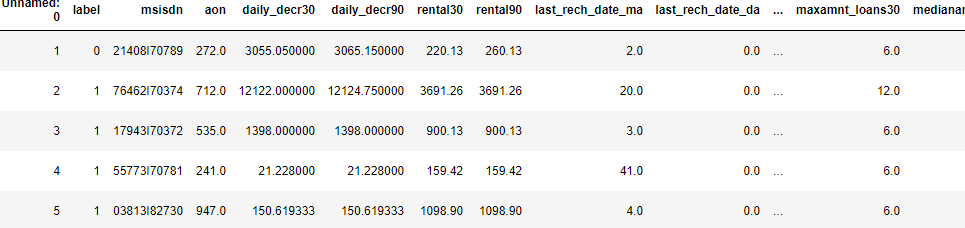 Unnamed: 0 label msisdn aon daily_decr30 daily_decr90 rental30 rental90 last_rech_date_ma last_rech_date_da ... maxamnt_loans30
1 0 21408I70789 272.0 3055.050000 3065.150000 220.13 260.13 2.0 0.0 ... 6.0
2 1 76462I70374 712.0 12122.000000 12124.750000 3691.26 3691.26 20.0 0.0 ... 12.0
3 1 17943I70372 535.0 1398.000000 1398.000000 900.13 900.13 3.0 0.0 ... 6.0
4 1 55773I70781 241.0 21.228000 21.228000 159.42 159.42 41.0 0.0 ... 6.0
5 1 03813I82730 947.0 150.619333 150.619333 1098.90 1098.90 4.0 0.0 ... 6.0